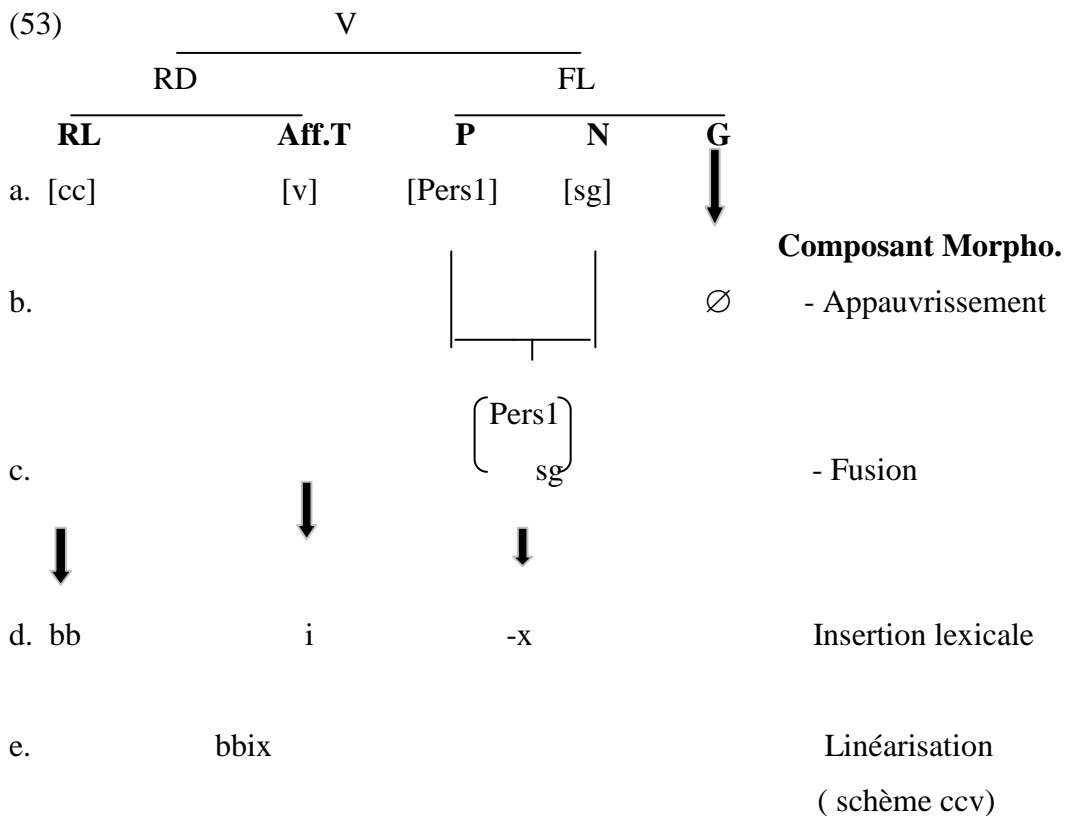 (53) V
RD FL
RL Aff.T P N G
a. [cc] [v] [Pers1] [sg]
Composant Morpho.
b. ∅ - Appauvrissement
Pers1
c. sg - Fusion
d. bb i -x Insertion lexicale
e. bbix Linéarisation
( schème ccv)